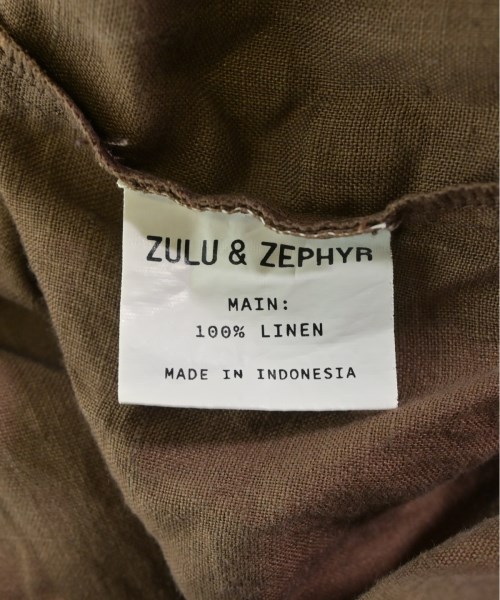 ZULU & ZEPHYR
MAIN:
100% LINEN
MADE IN INDONESIA